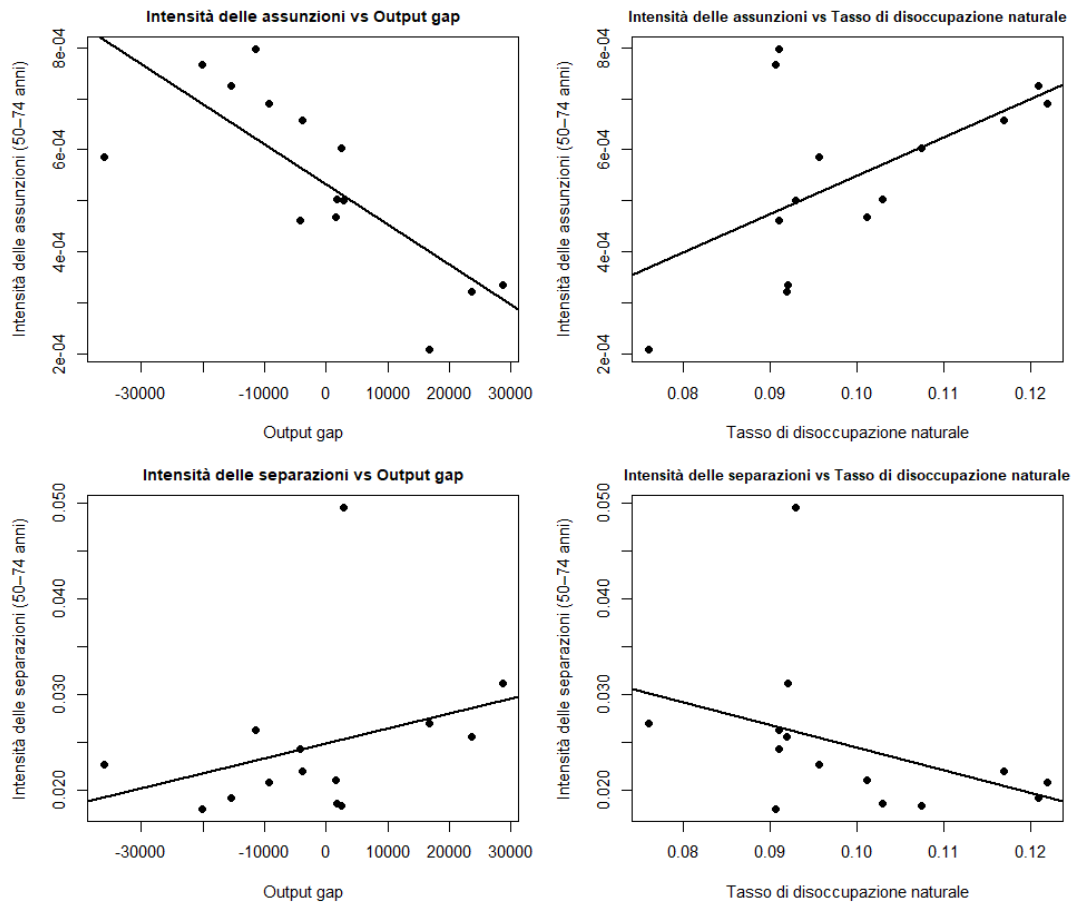 Intensità delle assunzioni vs Output gap
Intensità delle assunzioni (50–74 anni)
8e-04
6e-04
4e-04
2e-04
-30000 -10000 0 10000 20000 30000
Output gap
Intensità delle assunzioni vs Tasso di disoccupazione naturale
Intensità delle assunzioni (50–74 anni)
8e-04
6e-04
4e-04
2e-04
0.08 0.09 0.10 0.11 0.12
Tasso di disoccupazione naturale
Intensità delle separazioni vs Output gap
Intensità delle separazioni (50–74 anni)
0.050
0.040
0.030
0.020
-30000 -10000 0 10000 20000 30000
Output gap
Intensità delle separazioni vs Tasso di disoccupazione naturale
Intensità delle separazioni (50–74 anni)
0.050
0.040
0.030
0.020
0.08 0.09 0.10 0.11 0.12
Tasso di disoccupazione naturale